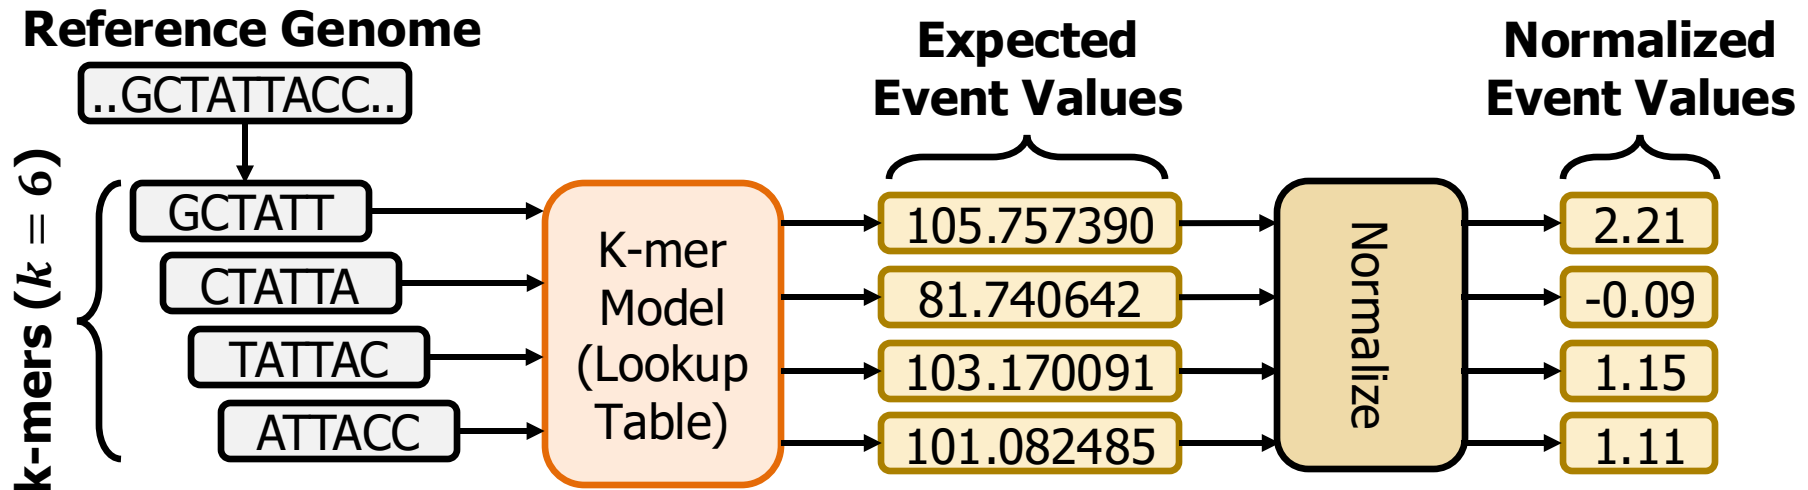 Reference Genome
..GCTATTACC..
k-mers (k = 6)
GCTATT
CTATTA
TATTAC
ATTACC
K-mer
Model
(Lookup
Table)
Expected
Event Values
105.757390
81.740642
103.170091
101.082485
Normalize
Normalized
Event Values
2.21
-0.09
1.15
1.11